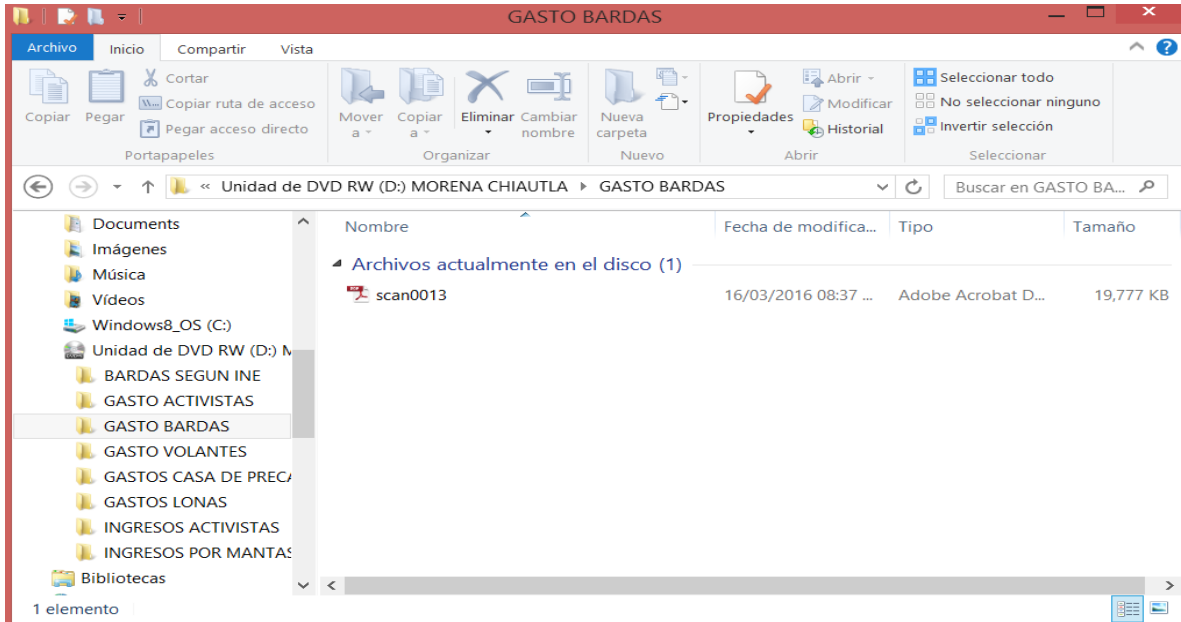 GASTO BARDAS
Archivo Inicio Compartir Vista
Copiar
Pegar
Cortar
Copiar ruta de acceso
Pegar acceso directo
Portapapeles
Mover a
Copiar a
Eliminar
Cambiar nombre
Organizar
Nueva carpeta
Nuevo
Propiedades
Abrir
Modificar
Historial
Abrir
Seleccionar todo
No seleccionar ninguno
Invertir selección
Seleccionar
« Unidad de DVD RW (D:) MORENA CHIAUTLA GASTO BARDAS
Buscar en GASTO BA...
Nombre Fecha de modifica... Tipo Tamaño
Archivos actualmente en el disco (1)
scan0013 16/03/2016 08:37 ... Adobe Acrobat D... 19,777 KB
Documents
Imágenes
Música
Vídeos
Windows8_OS (C:)
Unidad de DVD RW (D:) M
BARDAS SEGUN INE
GASTO ACTIVISTAS
GASTO BARDAS
GASTO VOLANTES
GASTOS CASA DE PRECA
GASTOS LONAS
INGRESOS ACTIVISTAS
INGRESOS POR MANTAS
Bibliotecas
1 elemento